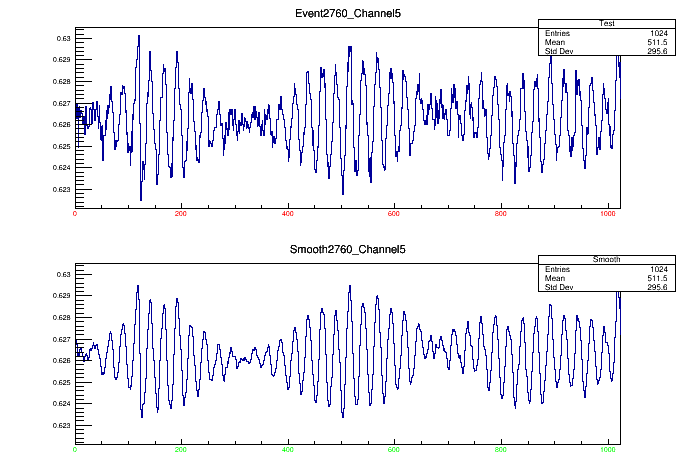 Event2760_Channel5
Test
Entries 1024
Mean 511.5
Std Dev 295.6
0.63
0.629
0.628
0.627
0.626
0.625
0.624
0.623
0 200 400 600 800 1000
Smooth2760_Channel5
Smooth
Entries 1024
Mean 511.5
Std Dev 295.6
0.63
0.629
0.628
0.627
0.626
0.625
0.624
0.623
0 200 400 600 800 1000